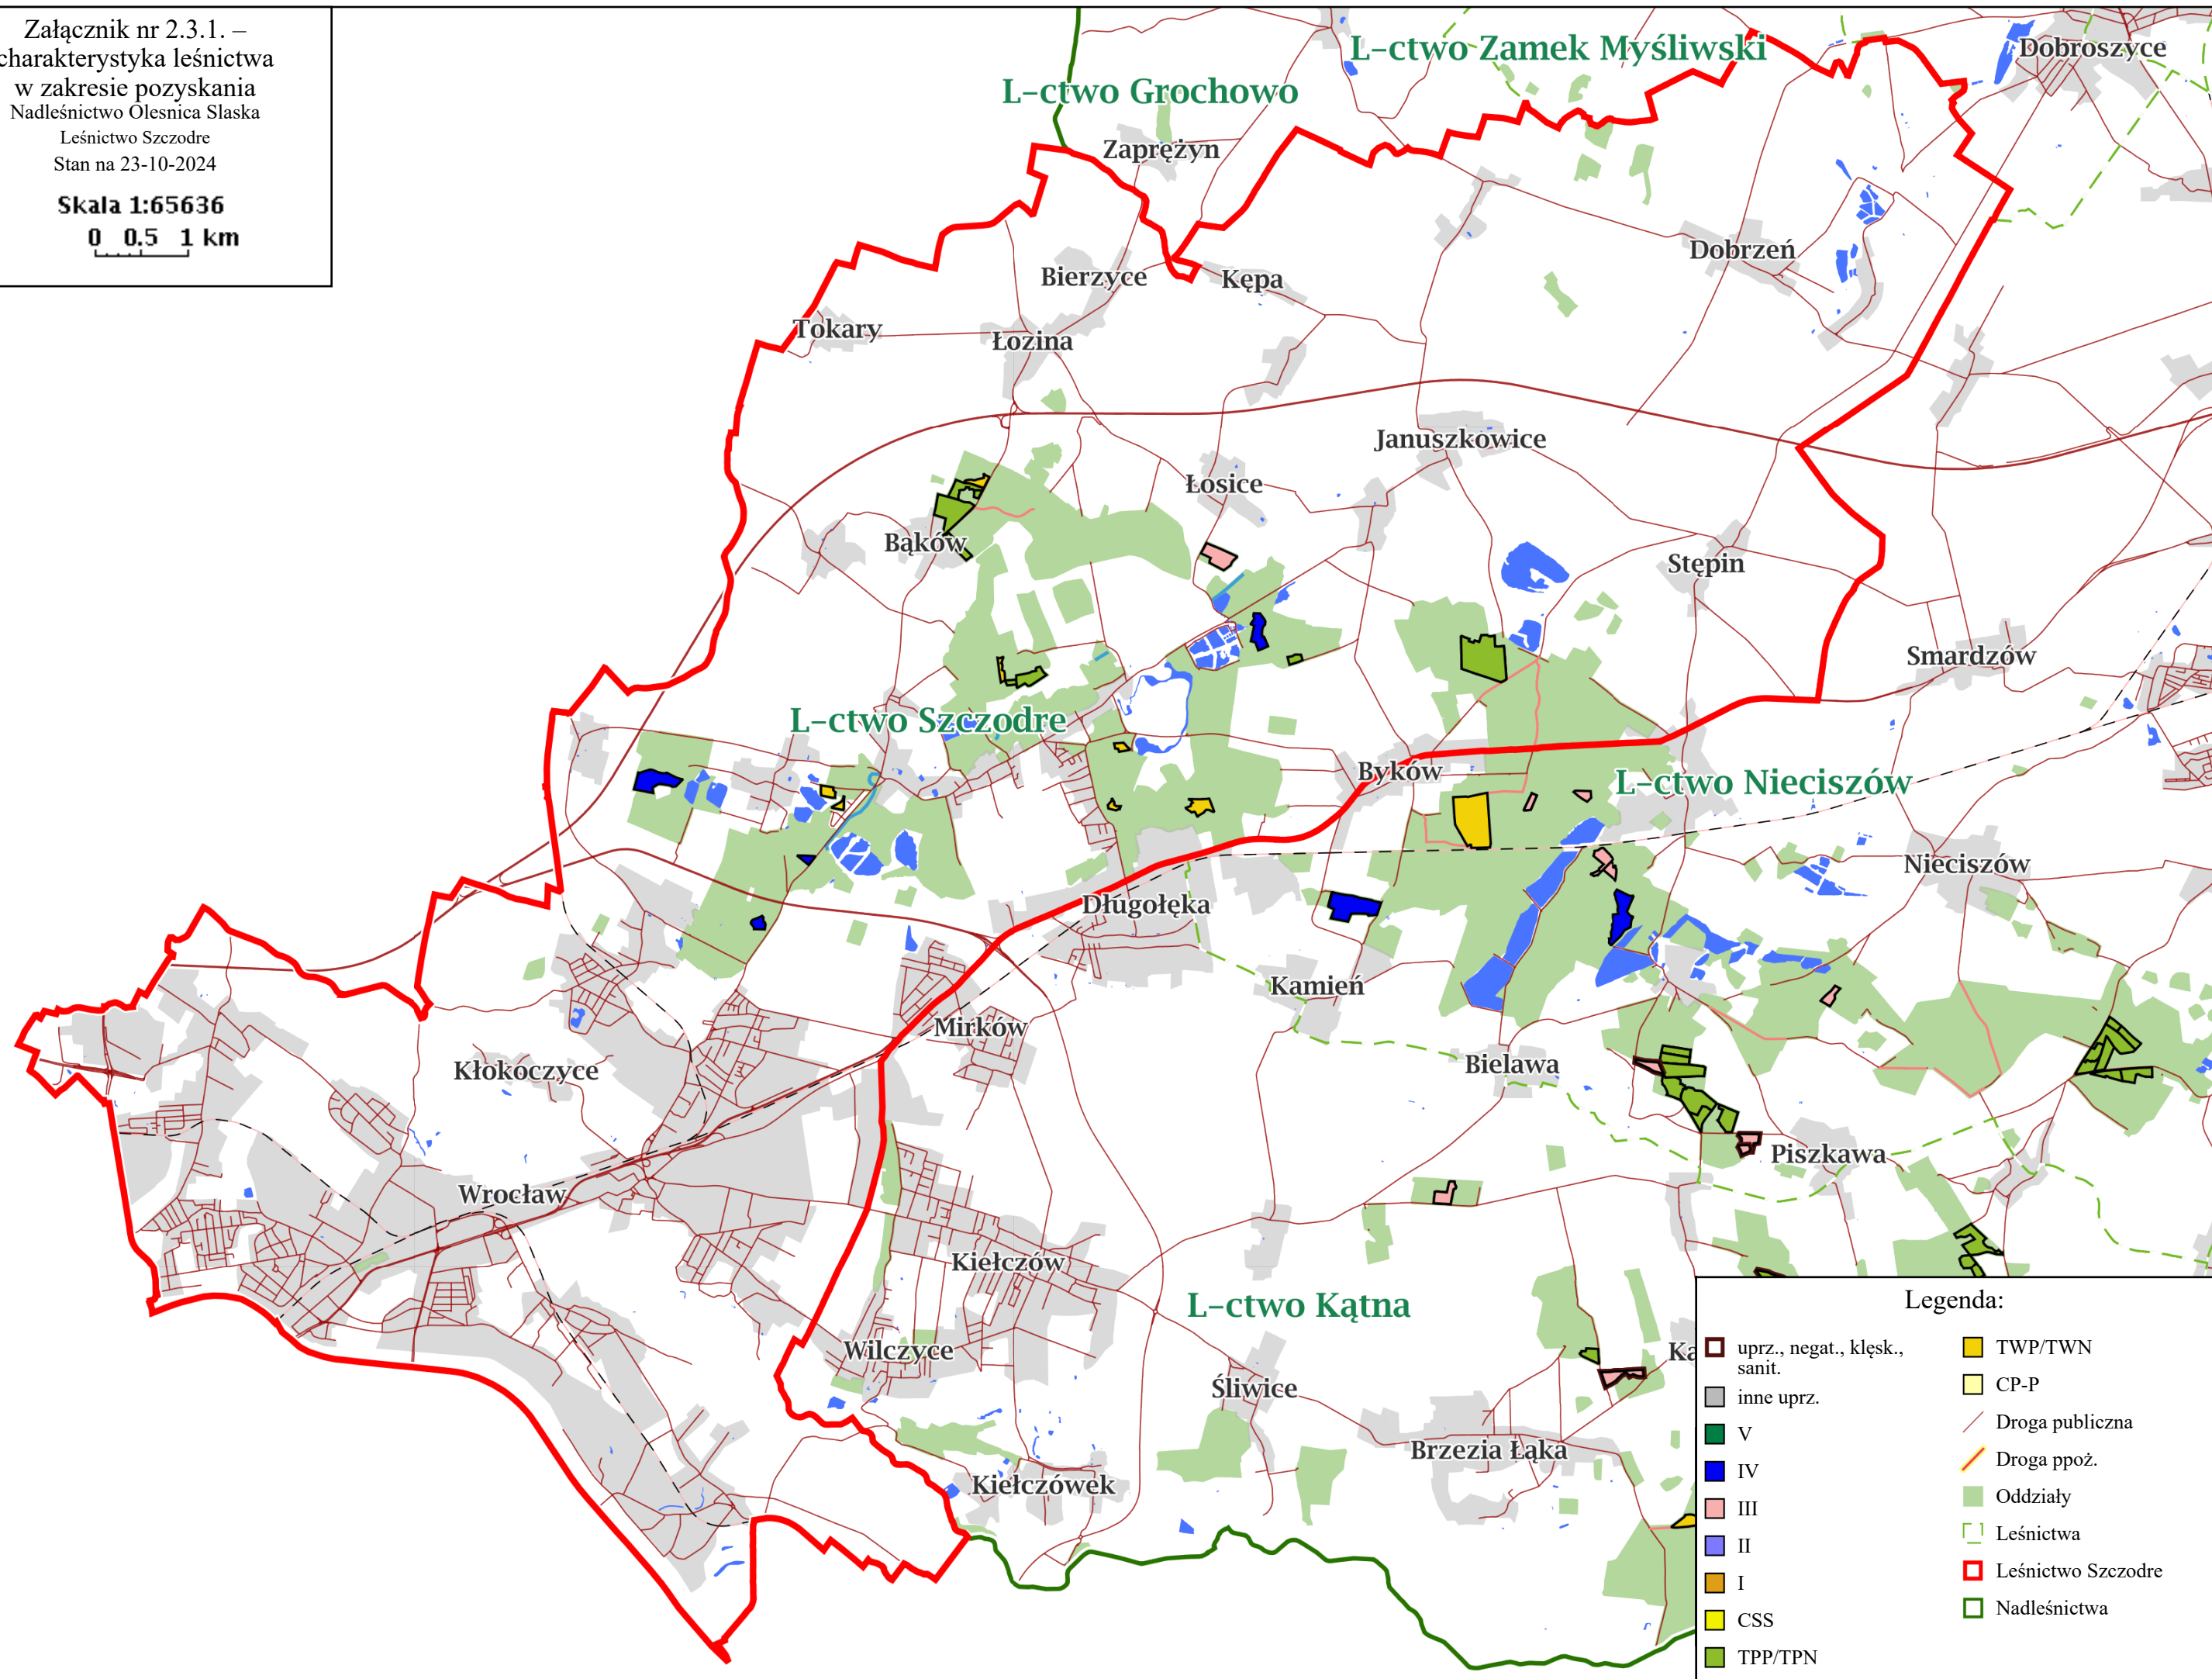 Załącznik nr 2.3.1. –
charakterystyka leśnictwa
w zakresie pozyskania
Nadleśnictwo Olesnica Slaska
Leśnictwo Szczodre
Stan na 23-10-2024
Skala 1:65636
0 0.5 1 km
L-ctwo Zamek Myśliwski
Dobroszyce
L-ctwo Grochowo
Zaprężyn
Dobrzeń
Bierzyce
Kępa
Tokary
Łozina
Januszkowice
Łosice
Bąków
Stępin
Smardzów
L-ctwo Szczodre
Byków
L-ctwo Nieciszów
Nieciszów
Długołęka
Kamień
Mirków
Kłokoczyce
Bielawa
Piszkawa
Wrocław
Kiełczów
L-ctwo Kątna
Wilczyce
Ka
Śliwice
Brzezia Łąka
Kiełczówek
Legenda:
uprz., negat., klęsk.,
sanit.
inne uprz.
V
IV
III
II
I
CSS
TPP/TPN
TWP/TWN
CP-P
Droga publiczna
Droga ppoż.
Oddziały
Leśnictwa
Leśnictwo Szczodre
Nadleśnictwa